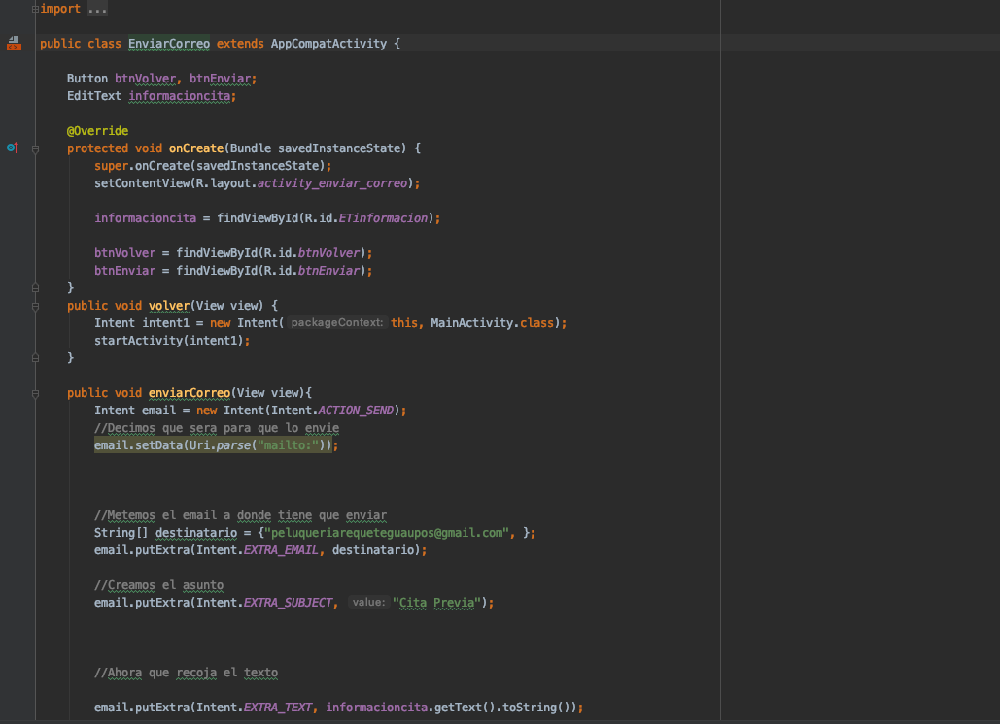 import ...
public class EnviarCorreo extends AppCompatActivity {
Button btnVolver, btnEnviar;
EditText informacioncita;
@Override
protected void onCreate(Bundle savedInstanceState) {
super.onCreate(savedInstanceState);
setContentView(R.layout.activity_enviar_correo);
informacioncita = findViewById(R.id.ETinformacion);
btnVolver = findViewById(R.id.btnVolver);
btnEnviar = findViewById(R.id.btnEnviar);
}
public void volver(View view) {
Intent intent1 = new Intent( packageContext: this, MainActivity.class);
startActivity(intent1);
}
public void enviarCorreo(View view){
Intent email = new Intent(Intent.ACTION_SEND);
//Decimos que sera para que lo envie
email.setData(Uri.parse("mailto:"));
//Metemos el email a donde tiene que enviar
String[] destinatario = {"peluqueriarequeteguaupos@gmail.com", };
email.putExtra(Intent.EXTRA_EMAIL, destinatario);
//Creamos el asunto
email.putExtra(Intent.EXTRA_SUBJECT, value: "Cita Previa");
//Ahora que recoja el texto
email.putExtra(Intent.EXTRA_TEXT, informacioncita.getText().toString());